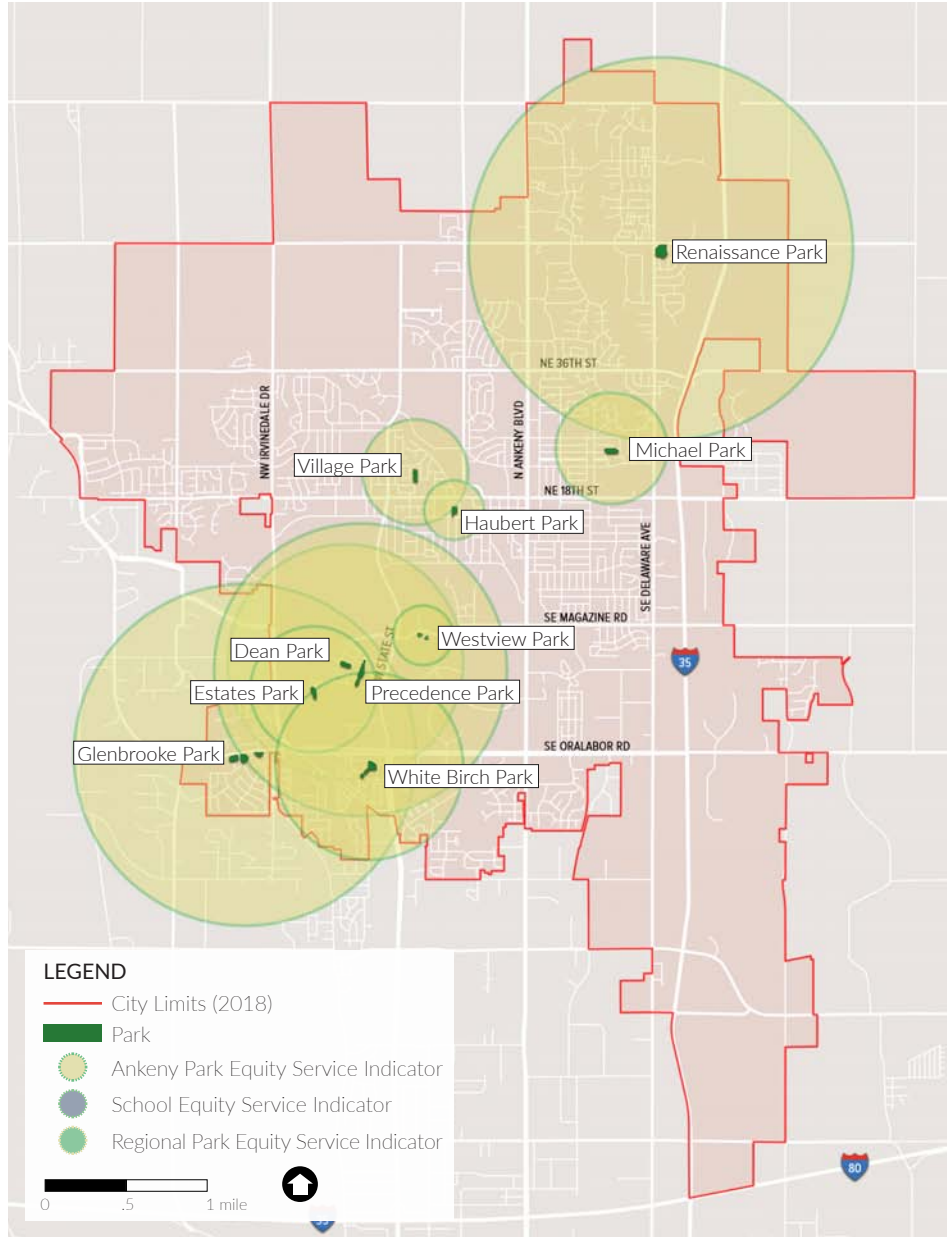 Renaissance Park
NE 36TH ST
NW IRVINEDALE DR
N ANKENY BLVD
Michael Park
Village Park
NE 18TH ST
Haubert Park
SE DELAWARE AVE
SE MAGAZINE RD
STATE ST
Westview Park
Dean Park
35
Estates Park
Precedence Park
SE ORALABOR RD
Glenbrooke Park
White Birch Park
LEGEND
City Limits (2018)
Park
Ankeny Park Equity Service Indicator
School Equity Service Indicator
Regional Park Equity Service Indicator
0 .5 1 mile
80